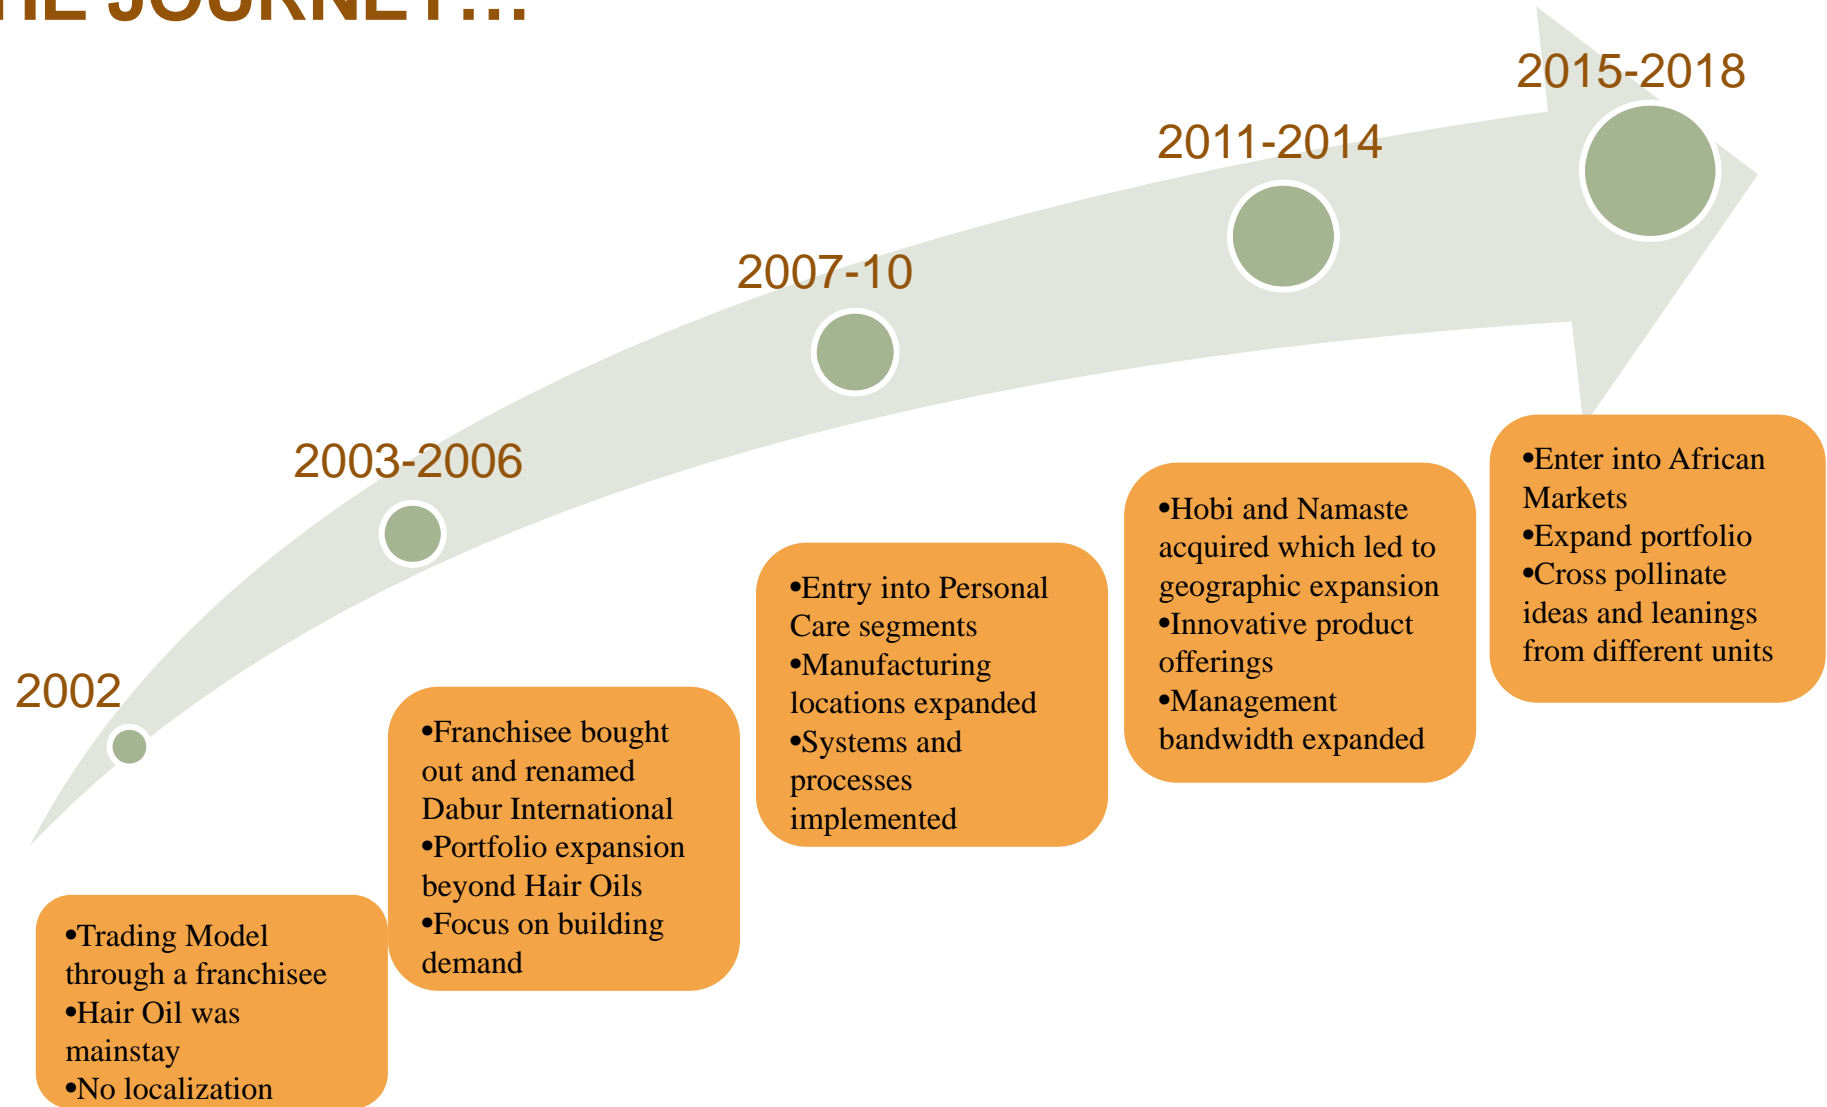 THE JOURNEY…
2015-2018
2011-2014
2007-10
2003-2006
2002
•Trading Model
through a franchisee
•Hair Oil was
mainstay
•No localization
•Franchisee bought
out and renamed
Dabur International
•Portfolio expansion
beyond Hair Oils
•Focus on building
demand
•Entry into Personal
Care segments
•Manufacturing
locations expanded
•Systems and
processes
implemented
•Hobi and Namaste
acquired which led to
geographic expansion
•Innovative product
offerings
•Management
bandwidth expanded
•Enter into African
Markets
•Expand portfolio
•Cross pollinate
ideas and leanings
from different units